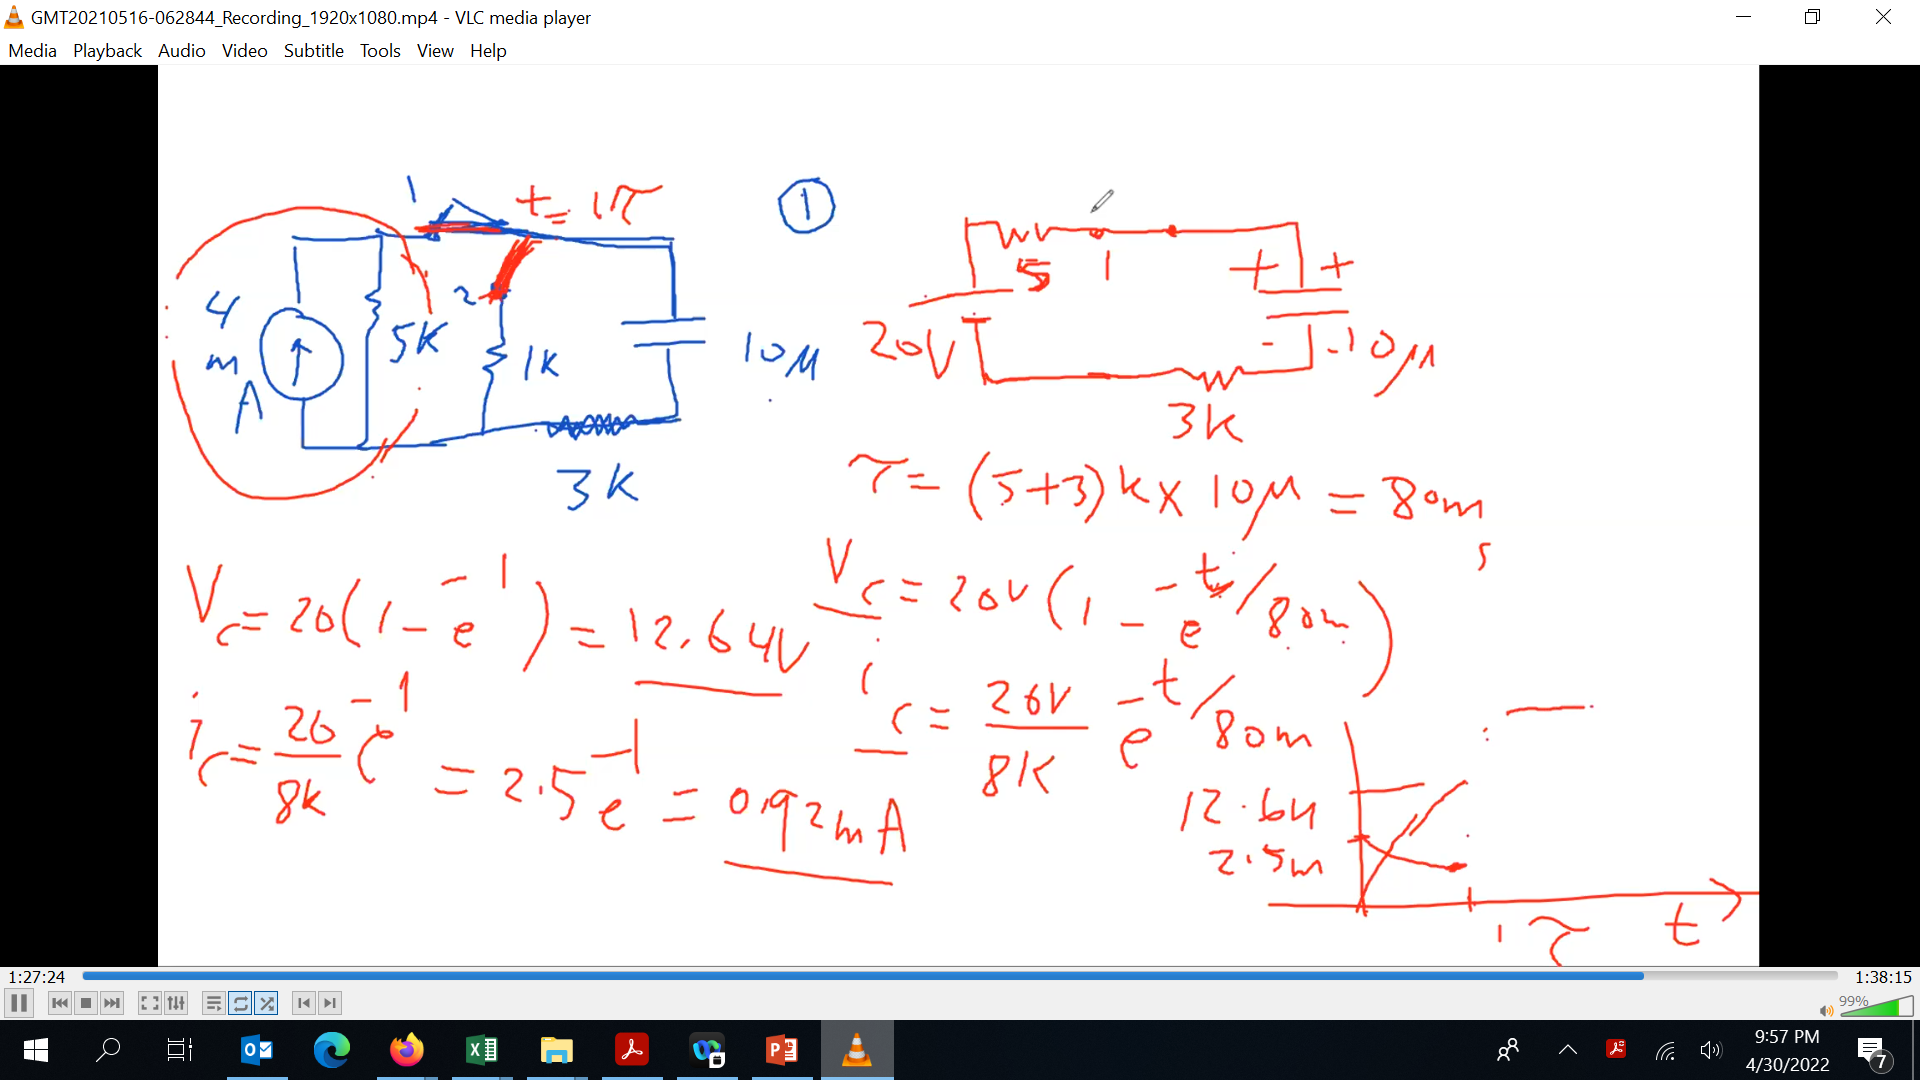 GMT20210516-062844_Recording_1920x1080.mp4 - VLC media player
Media Playback Audio Video Subtitle Tools View Help
1 t = 1τ
4 mA
5K
2
1K
10μ
3K
①
5 1
+ +
20V
- - 10μ
3K
τ = (5+3)k × 10μ = 80m s
Vc = 20(1 - e^-1) = 12.64V
Vc = 20V (1 - e^-t/80m)
ic = 20/8k e^-1 = 2.5 e^-1 = 0.92mA
ic = 20V/8K e^-t/80m
12.64
2.5m
1τ t
1:27:24 1:38:15
99%
9:57 PM
4/30/2022
7